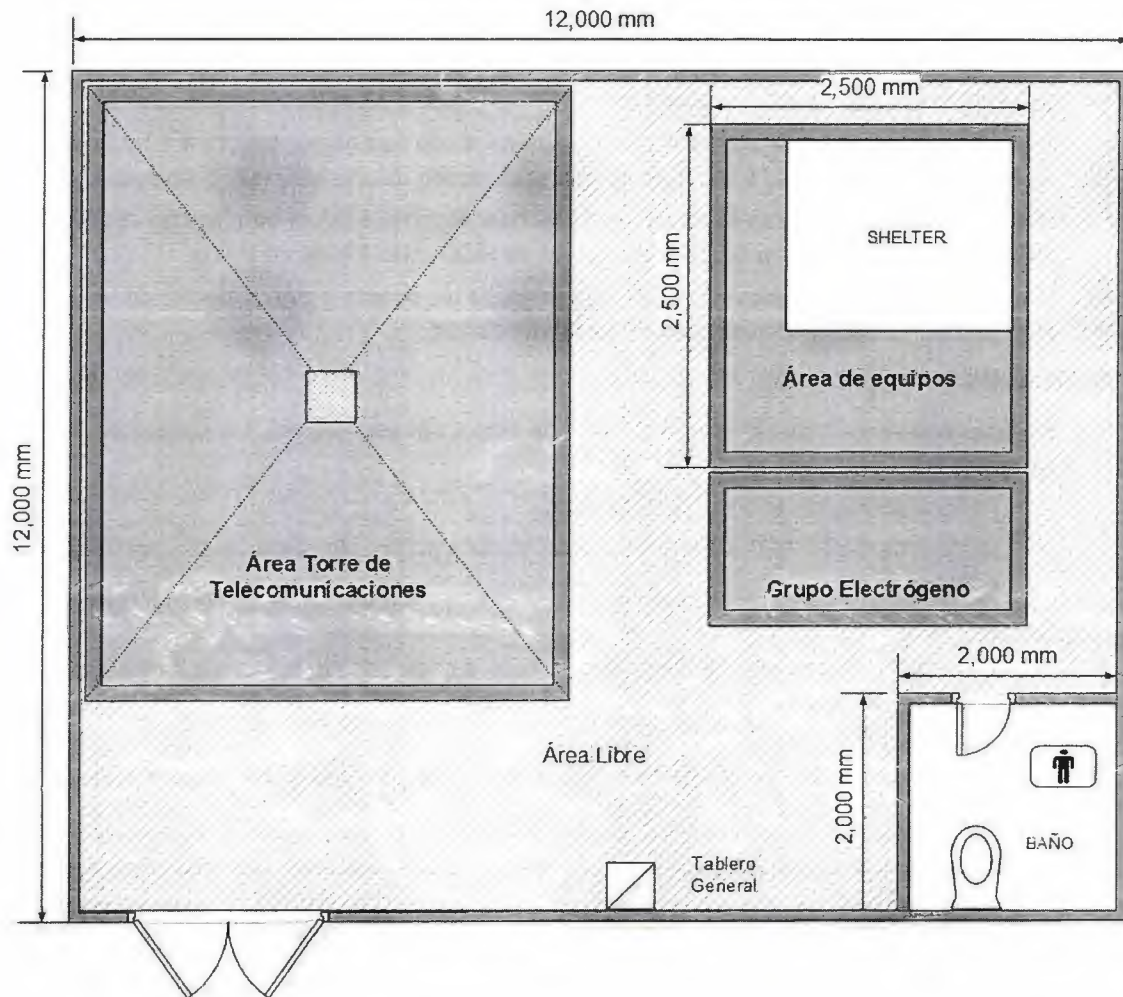 12,000 mm
2,500 mm
SHELTER
2,500 mm
Área de equipos
12,000 mm
Área Torre de
Telecomunicaciones
Grupo Electrógeno
2,000 mm
Área Libre
2,000 mm
BAÑO
Tablero
General